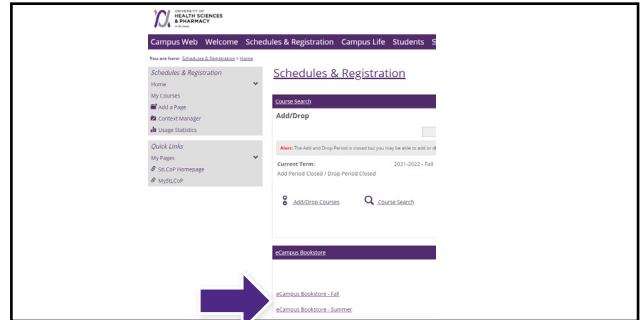 UNIVERSITY OF
HEALTH SCIENCES
& PHARMACY
Campus Web Welcome Schedules & Registration Campus Life Students S
You are here: Schedules & Registration > Home
Schedules & Registration
Home
My Courses
Add a Page
Context Manager
Usage Statistics
Quick Links
My Pages
StLCoP Homepage
MyStLCoP
Schedules & Registration
Course Search
Add/Drop
Alert: The Add and Drop Period is closed but you may be able to add or d
Current Term: 2021-2022 - Fall
Add Period Closed / Drop Period Closed
Add/Drop Courses Course Search
eCampus Bookstore
eCampus Bookstore - Fall
eCampus Bookstore - Summer